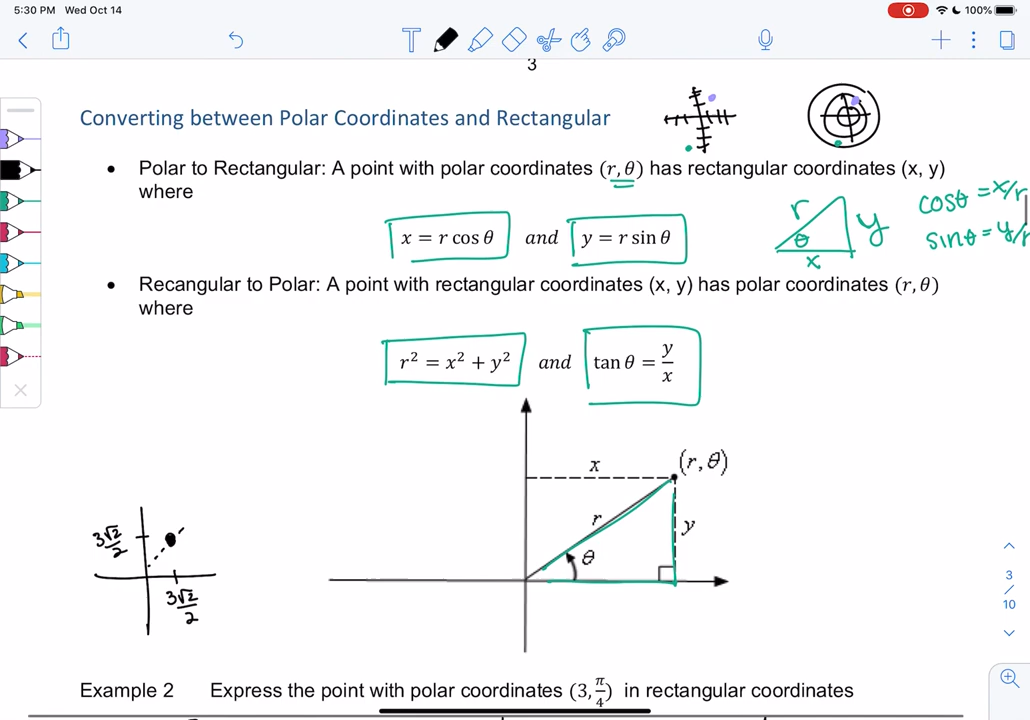 5:30 PM Wed Oct 14
100%
T
3
Converting between Polar Coordinates and Rectangular
• Polar to Rectangular: A point with polar coordinates (r, θ) has rectangular coordinates (x, y)
where
x = r cos θ and y = r sin θ
r
θ
x
y
cosθ = x/r
sinθ = y/r
• Recangular to Polar: A point with rectangular coordinates (x, y) has polar coordinates (r, θ)
where
r² = x² + y² and tan θ = y/x
x
(r, θ)
r
y
θ
3√2/2
3√2/2
3
/
10
Example 2 Express the point with polar coordinates (3, π/4) in rectangular coordinates